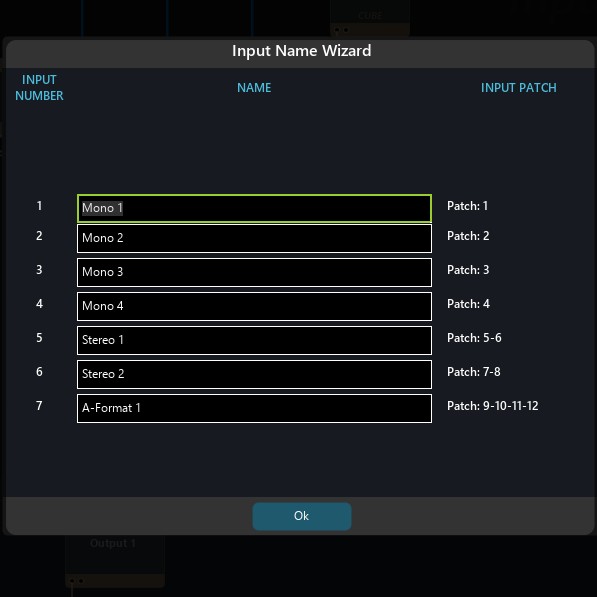 CUBE
Input Name Wizard
INPUT NUMBER NAME INPUT PATCH
1 Mono 1 Patch: 1
2 Mono 2 Patch: 2
3 Mono 3 Patch: 3
4 Mono 4 Patch: 4
5 Stereo 1 Patch: 5-6
6 Stereo 2 Patch: 7-8
7 A-Format 1 Patch: 9-10-11-12
Ok
Output 1